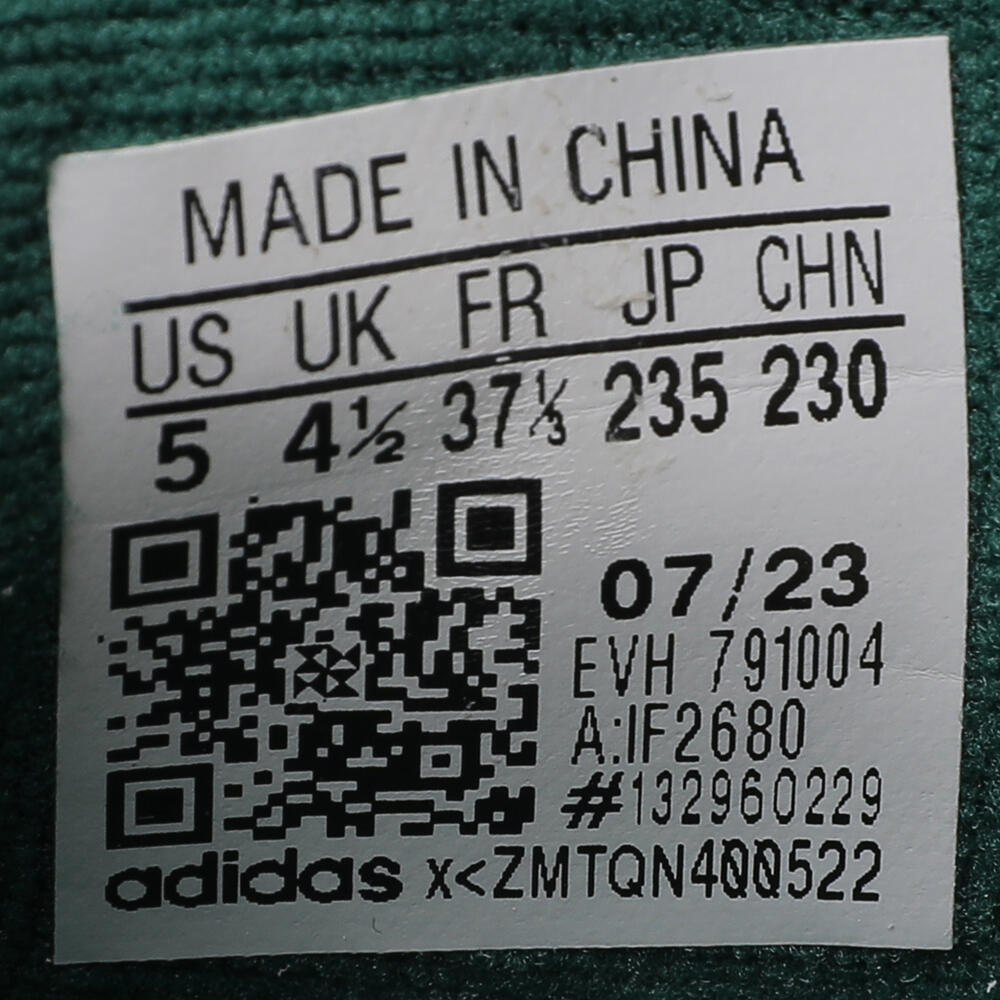 MADE IN CHINA
US UK FR JP CHN
5 4½ 37⅓ 235 230
07/23
EVH 791004
A:IF2680
#132960229
adidas x<ZMTQN400522